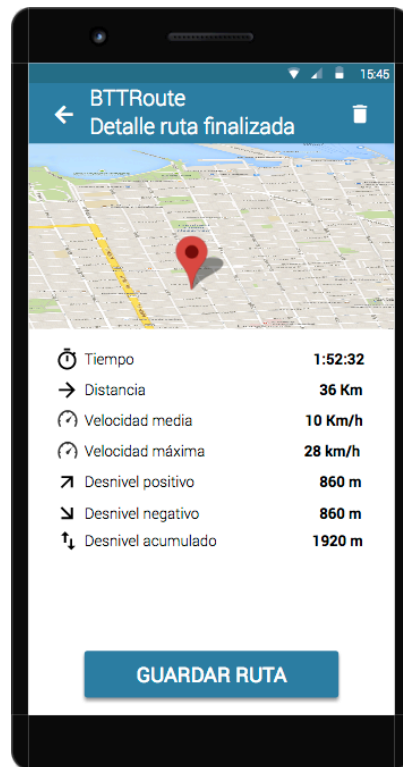 15:45
BTTRoute
Detalle ruta finalizada
Tiempo 1:52:32
Distancia 36 Km
Velocidad media 10 Km/h
Velocidad máxima 28 km/h
Desnivel positivo 860 m
Desnivel negativo 860 m
Desnivel acumulado 1920 m
GUARDAR RUTA